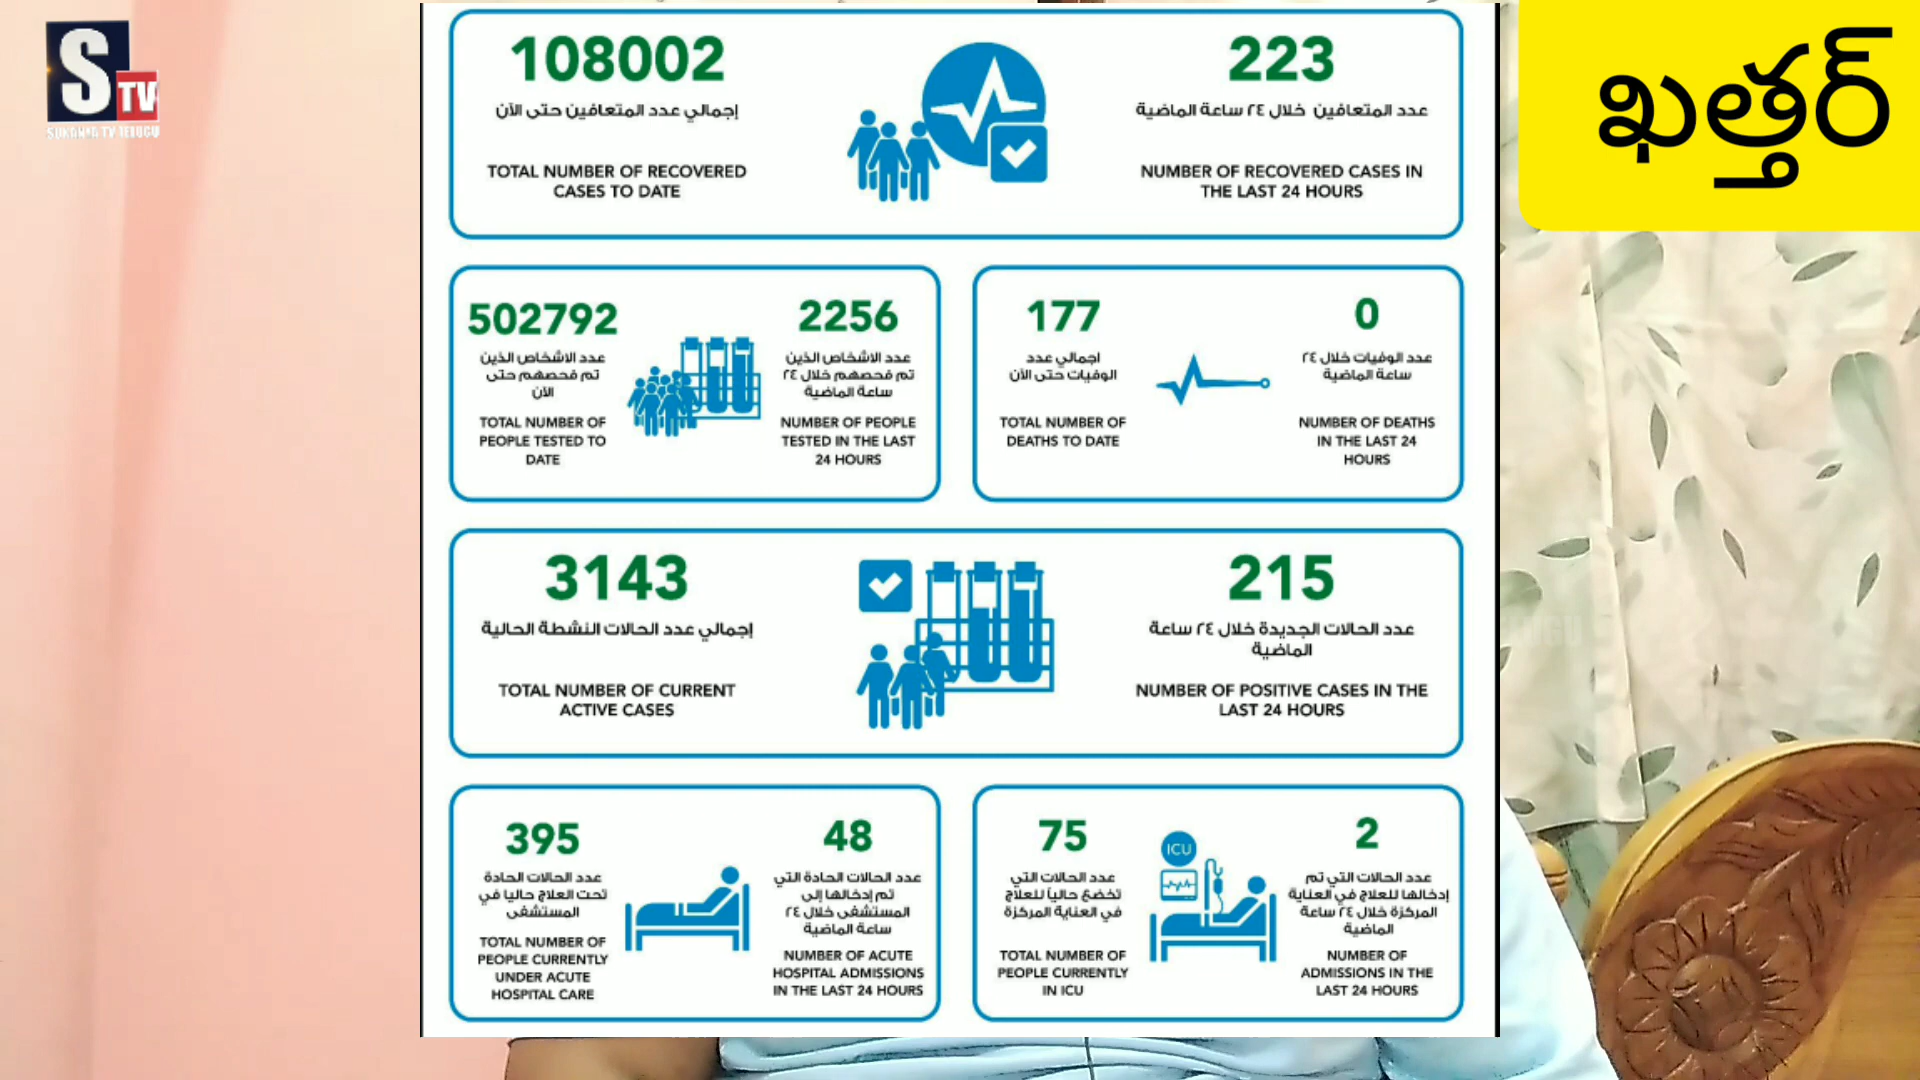 S
TV
SUKANYA TV TELUGU
ఖత్తర్
108002
إجمالي عدد المتعافين حتى الآن
TOTAL NUMBER OF RECOVERED
CASES TO DATE
223
عدد المتعافين خلال ٢٤ ساعة الماضية
NUMBER OF RECOVERED CASES IN
THE LAST 24 HOURS
502792
عدد الاشخاص الذين
تم فحصهم حتى
الآن
TOTAL NUMBER OF
PEOPLE TESTED TO
DATE
2256
عدد الاشخاص الذين
تم فحصهم خلال ٢٤
ساعة الماضية
NUMBER OF PEOPLE
TESTED IN THE LAST
24 HOURS
177
اجمالي عدد
الوفيات حتى الآن
TOTAL NUMBER OF
DEATHS TO DATE
0
عدد الوفيات خلال ٢٤
ساعة الماضية
NUMBER OF DEATHS
IN THE LAST 24
HOURS
3143
إجمالي عدد الحالات النشطة الحالية
TOTAL NUMBER OF CURRENT
ACTIVE CASES
215
عدد الحالات الجديدة خلال ٢٤ ساعة
الماضية
NUMBER OF POSITIVE CASES IN THE
LAST 24 HOURS
395
عدد الحالات الحادة
تحت العلاج حاليا في
المستشفى
TOTAL NUMBER OF
PEOPLE CURRENTLY
UNDER ACUTE
HOSPITAL CARE
48
عدد الحالات الحادة التي
تم إدخالها إلى
المستشفى خلال ٢٤
ساعة الماضية
NUMBER OF ACUTE
HOSPITAL ADMISSIONS
IN THE LAST 24 HOURS
75
عدد الحالات التي
تخضع حالياً للعلاج
في العناية المركزة
TOTAL NUMBER OF
PEOPLE CURRENTLY
IN ICU
ICU
2
عدد الحالات التي تم
إدخالها للعلاج في العناية
المركزة خلال ٢٤ ساعة
الماضية
NUMBER OF
ADMISSIONS IN THE
LAST 24 HOURS